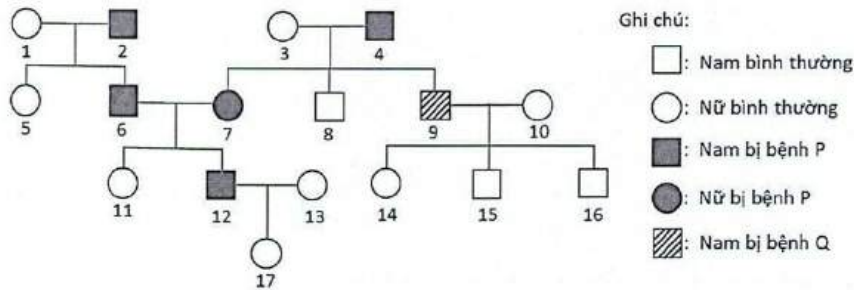 Ghi chú:
1 2 3 4
: Nam bình thường
: Nữ bình thường
5 6 7 8 9 10
: Nam bị bệnh P
: Nữ bị bệnh P
11 12 13 14 15 16
: Nam bị bệnh Q
17